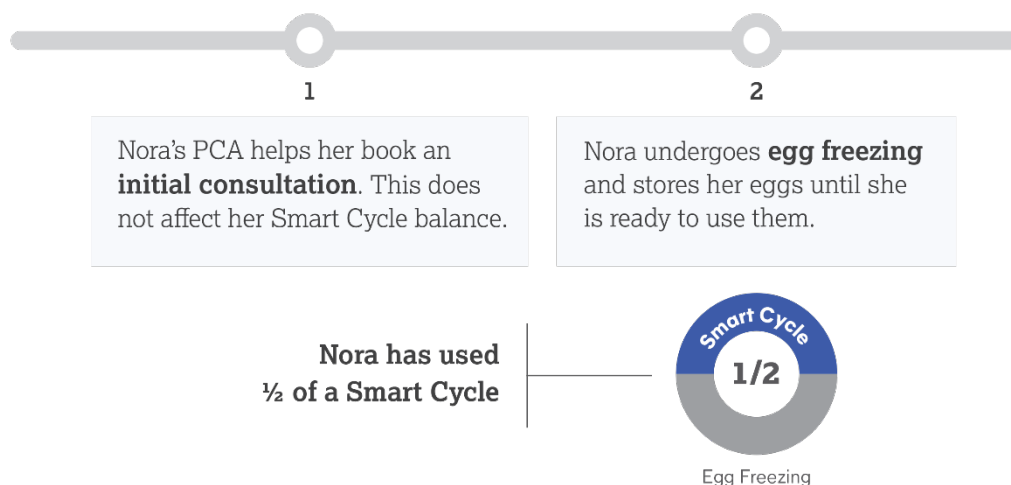 1
Nora’s PCA helps her book an
initial consultation. This does
not affect her Smart Cycle balance.
2
Nora undergoes egg freezing
and stores her eggs until she
is ready to use them.
Nora has used
½ of a Smart Cycle
Smart Cycle
1/2
Egg Freezing